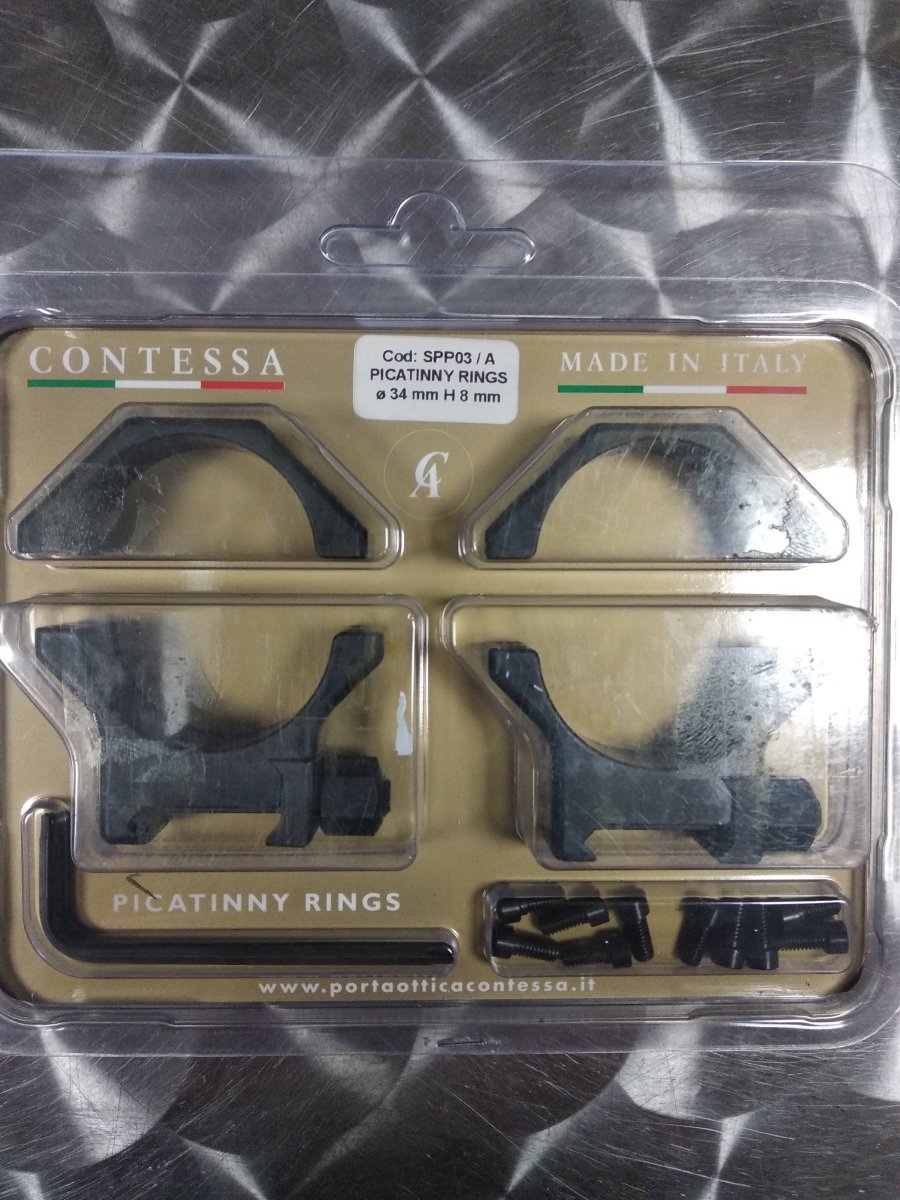 CONTESSA
Cod: SPP03 / A
PICATINNY RINGS
ø 34 mm H 8 mm
MADE IN ITALY
CA
PICATINNY RINGS
www.portaotticacontessa.it